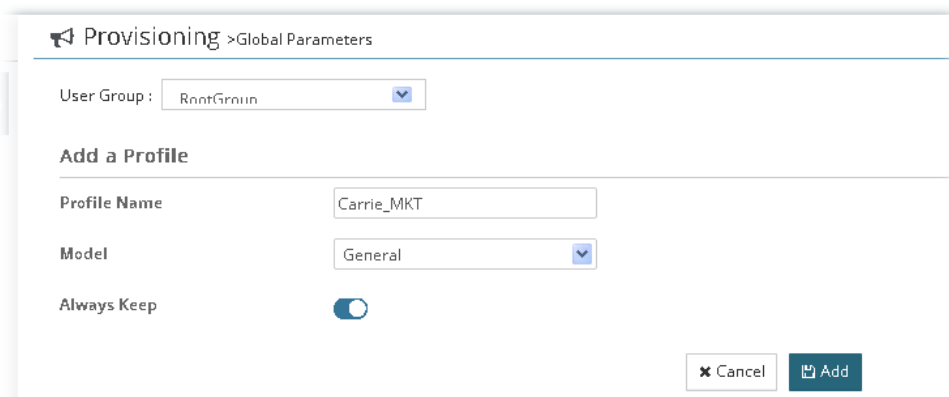 Provisioning >Global Parameters
User Group : RootGroup
Add a Profile
Profile Name Carrie_MKT
Model General
Always Keep
Cancel Add